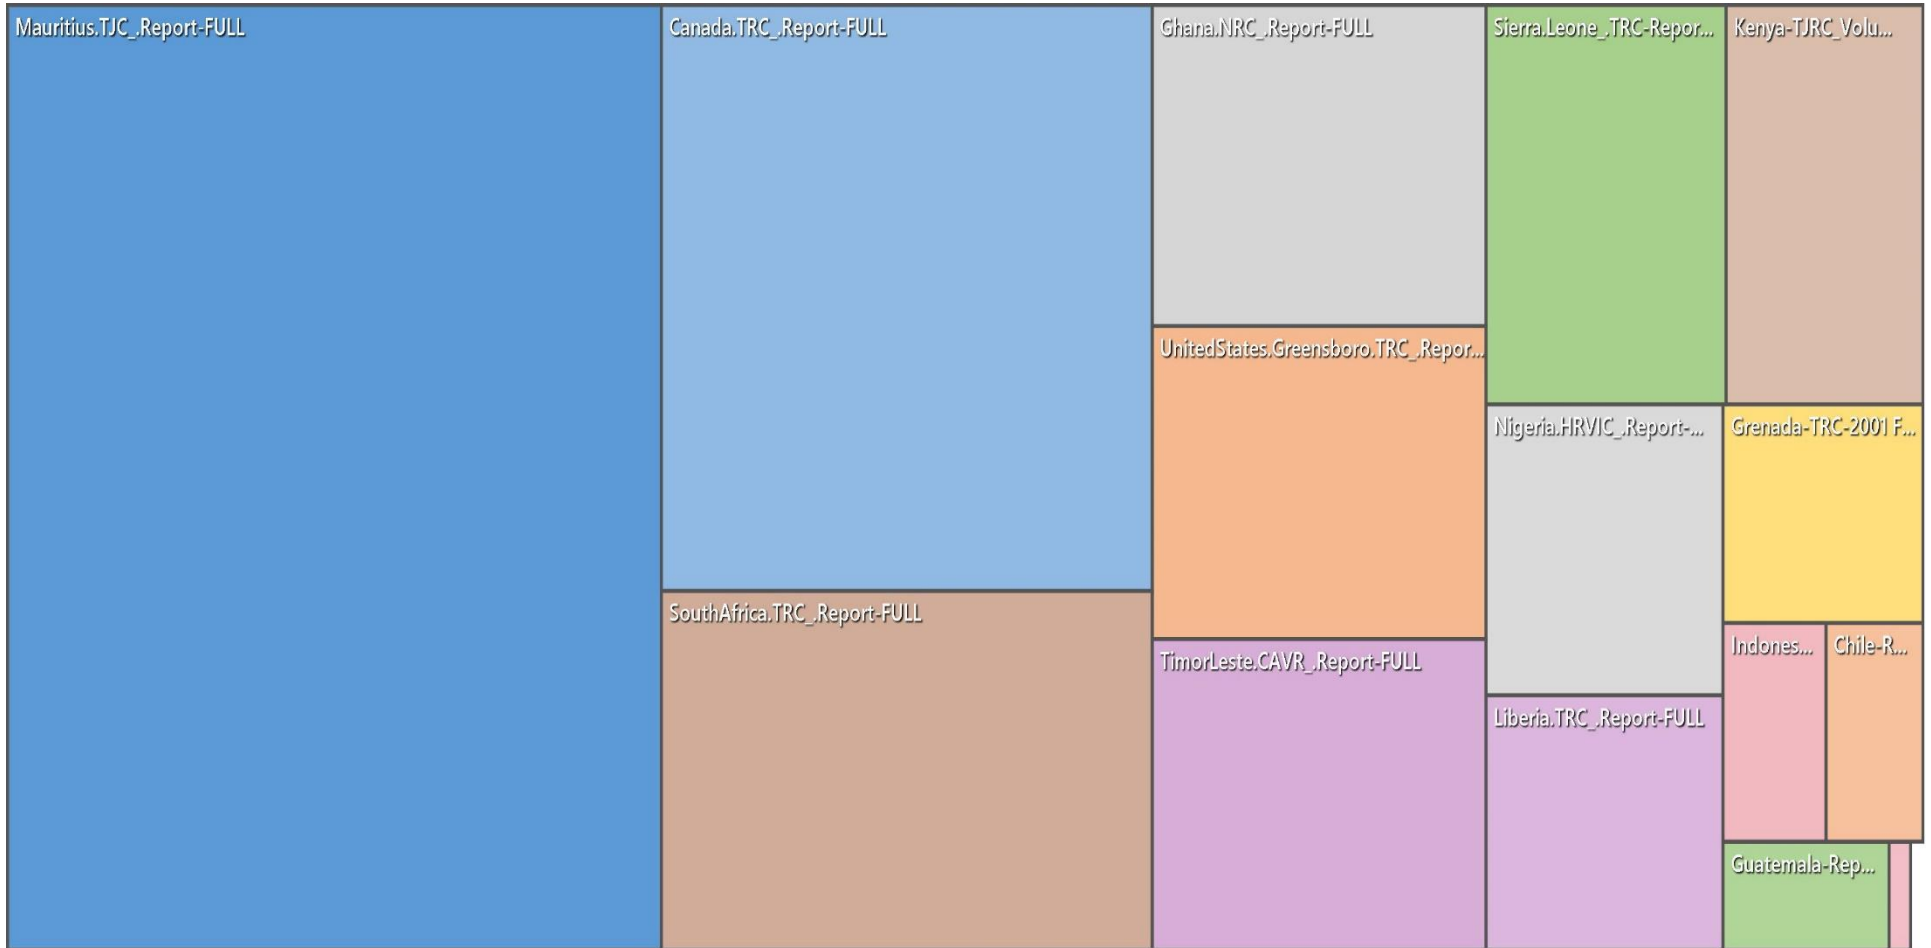 Mauritius.TJC_.Report-FULL
Canada.TRC_.Report-FULL
Ghana.NRC_.Report-FULL
Sierra.Leone_.TRC-Repor...
Kenya-TJRC_Volu...
UnitedStates.Greensboro.TRC_.Repor...
Nigeria.HRVIC_.Report-...
Grenada-TRC-2001 F...
SouthAfrica.TRC_.Report-FULL
Indones...
Chile-R...
TimorLeste.CAVR_.Report-FULL
Liberia.TRC_.Report-FULL
Guatemala-Rep...